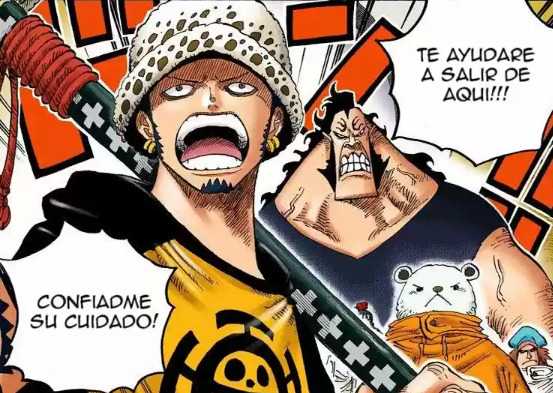 TE AYUDARE
A SALIR DE
AQUI!!!
CONFIADME
SU CUIDADO!